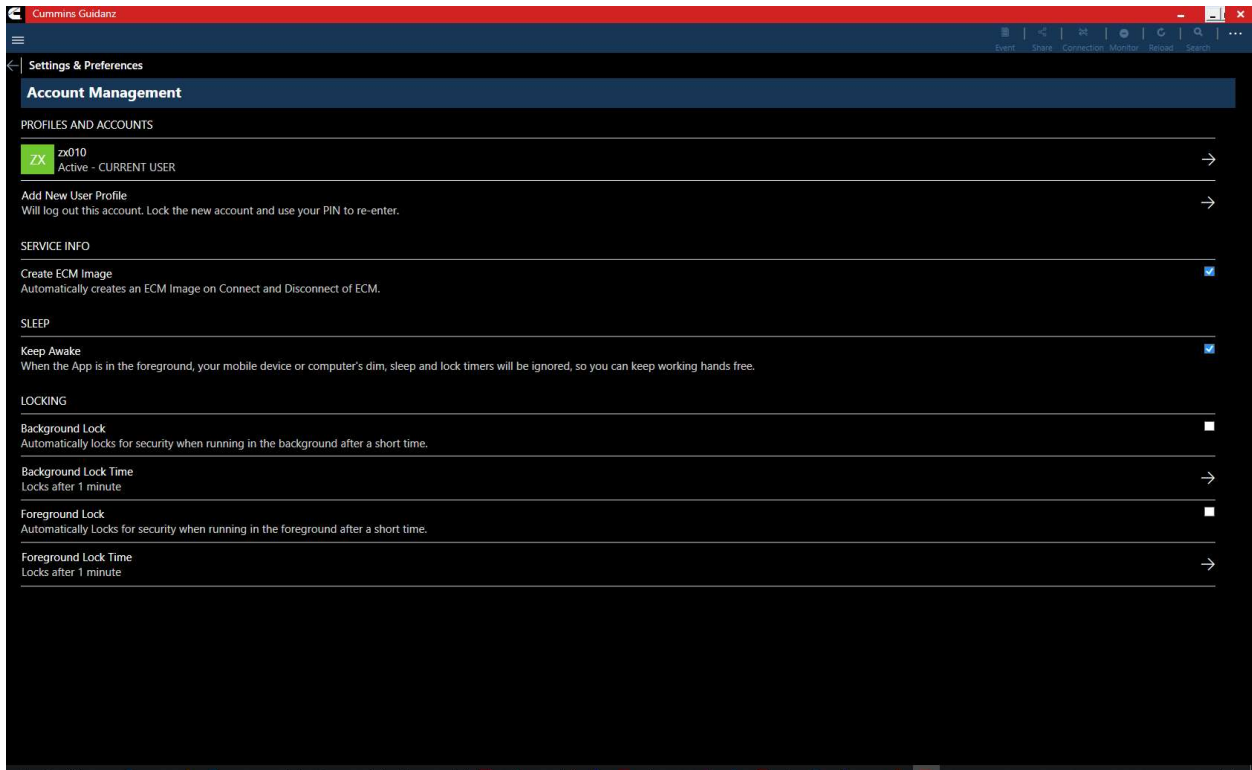 Cummins Guidanz
Event Share Connection Monitor Reload Search
Settings & Preferences
Account Management
PROFILES AND ACCOUNTS
ZX
zx010
Active - CURRENT USER
Add New User Profile
Will log out this account. Lock the new account and use your PIN to re-enter.
SERVICE INFO
Create ECM Image
Automatically creates an ECM Image on Connect and Disconnect of ECM.
SLEEP
Keep Awake
When the App is in the foreground, your mobile device or computer's dim, sleep and lock timers will be ignored, so you can keep working hands free.
LOCKING
Background Lock
Automatically locks for security when running in the background after a short time.
Background Lock Time
Locks after 1 minute
Foreground Lock
Automatically Locks for security when running in the foreground after a short time.
Foreground Lock Time
Locks after 1 minute